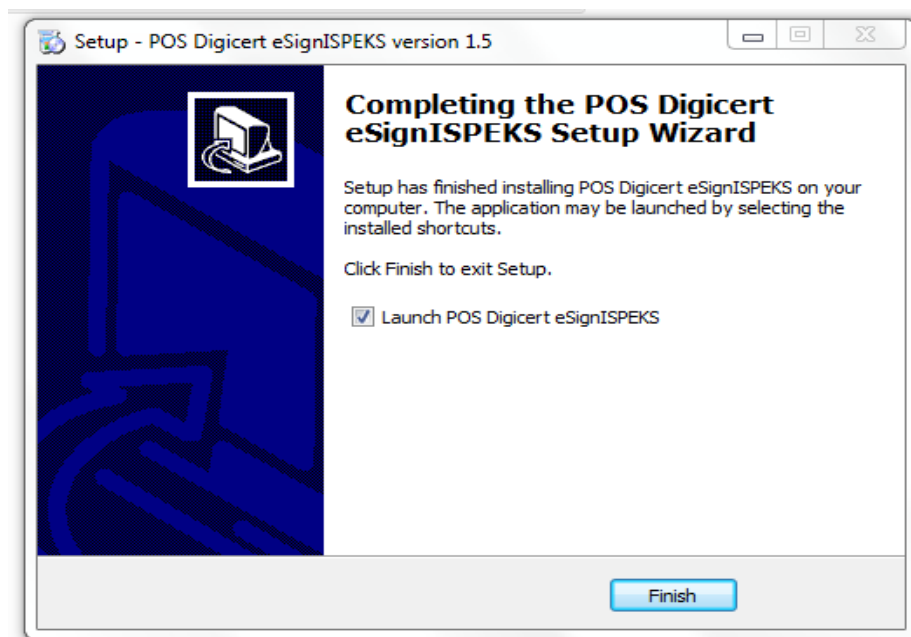 Setup - POS Digicert eSignISPEKS version 1.5
Completing the POS Digicert
eSignISPEKS Setup Wizard
Setup has finished installing POS Digicert eSignISPEKS on your
computer. The application may be launched by selecting the
installed shortcuts.
Click Finish to exit Setup.
Launch POS Digicert eSignISPEKS
Finish